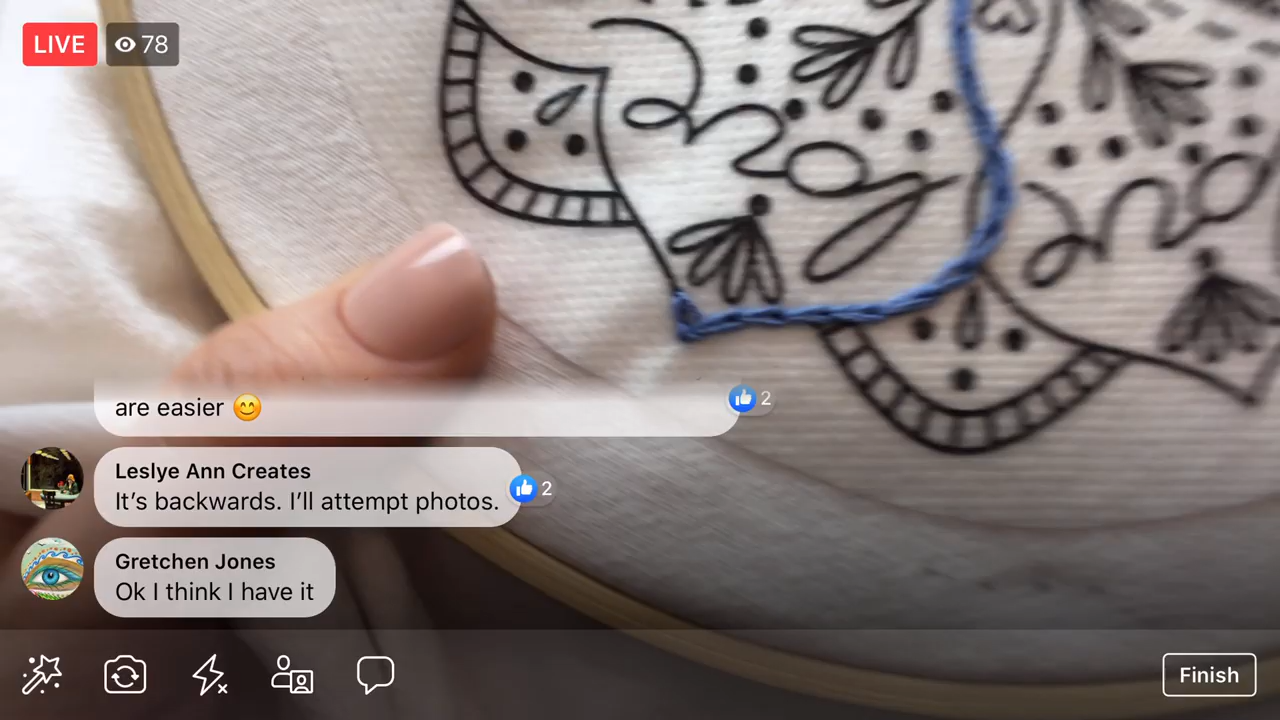 LIVE
78
are easier 😊
2
Leslye Ann Creates
It’s backwards. I’ll attempt photos.
2
Gretchen Jones
Ok I think I have it
Finish